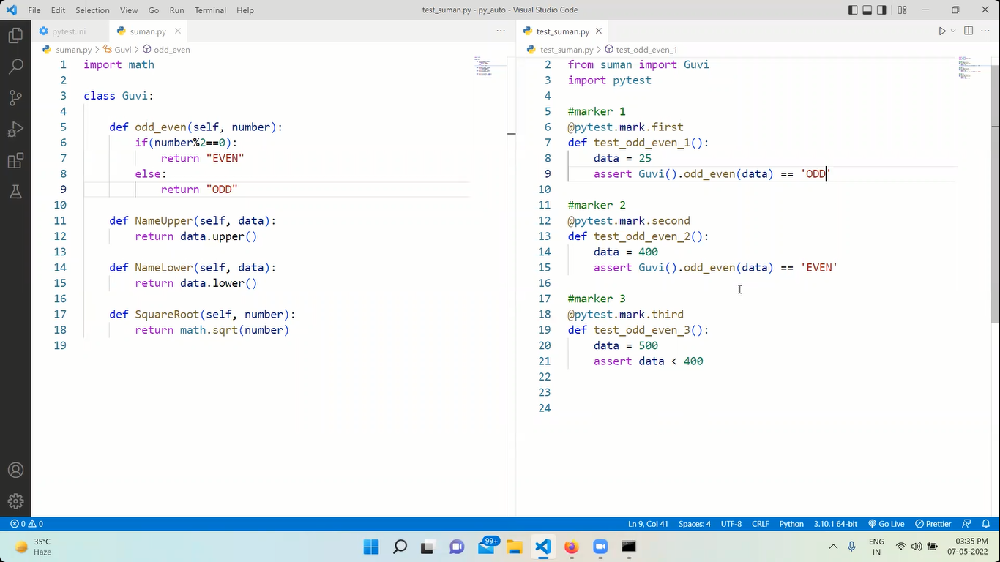 File Edit Selection View Go Run Terminal Help
test_suman.py - py_auto - Visual Studio Code
pytest.ini
suman.py
suman.py > Guvi > odd_even
1 import math
2
3 class Guvi:
4
5 def odd_even(self, number):
6 if(number%2==0):
7 return "EVEN"
8 else:
9 return "ODD"
10
11 def NameUpper(self, data):
12 return data.upper()
13
14 def NameLower(self, data):
15 return data.lower()
16
17 def SquareRoot(self, number):
18 return math.sqrt(number)
19
test_suman.py
test_suman.py > test_odd_even_1
2 from suman import Guvi
3 import pytest
4
5 #marker 1
6 @pytest.mark.first
7 def test_odd_even_1():
8 data = 25
9 assert Guvi().odd_even(data) == 'ODD'
10
11 #marker 2
12 @pytest.mark.second
13 def test_odd_even_2():
14 data = 400
15 assert Guvi().odd_even(data) == 'EVEN'
16
17 #marker 3
18 @pytest.mark.third
19 def test_odd_even_3():
20 data = 500
21 assert data < 400
22
23
24
0 0
Ln 9, Col 41 Spaces: 4 UTF-8 CRLF Python 3.10.1 64-bit Go Live Prettier
35°C
Haze
99+
ENG
IN
03:35 PM
07-05-2022